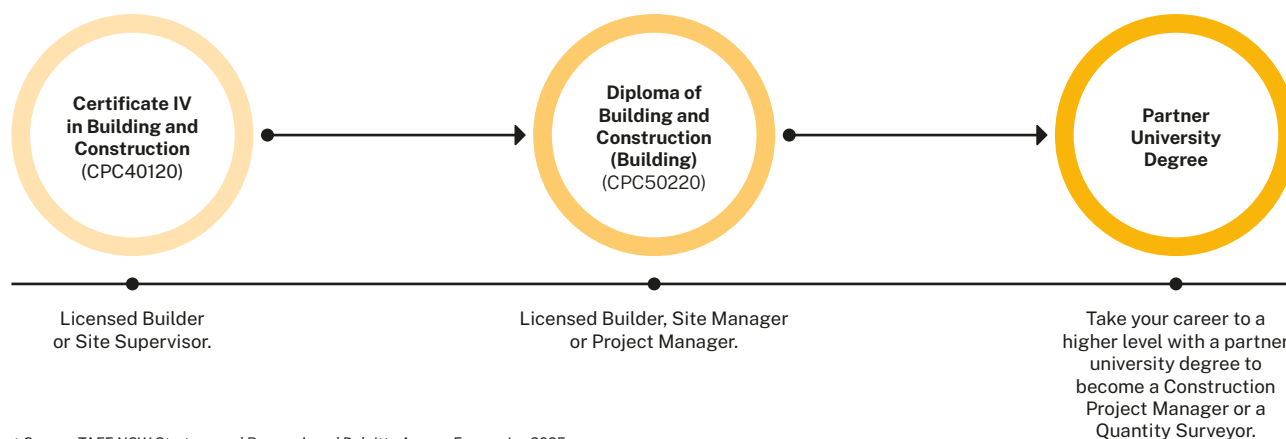 Certificate IV
in Building and
Construction
(CPC40120)
Diploma of
Building and
Construction
(Building)
(CPC50220)
Partner
University
Degree
Licensed Builder
or Site Supervisor.
Licensed Builder, Site Manager
or Project Manager.
Take your career to a
higher level with a partner
university degree to
become a Construction
Project Manager or a
Quantity Surveyor.